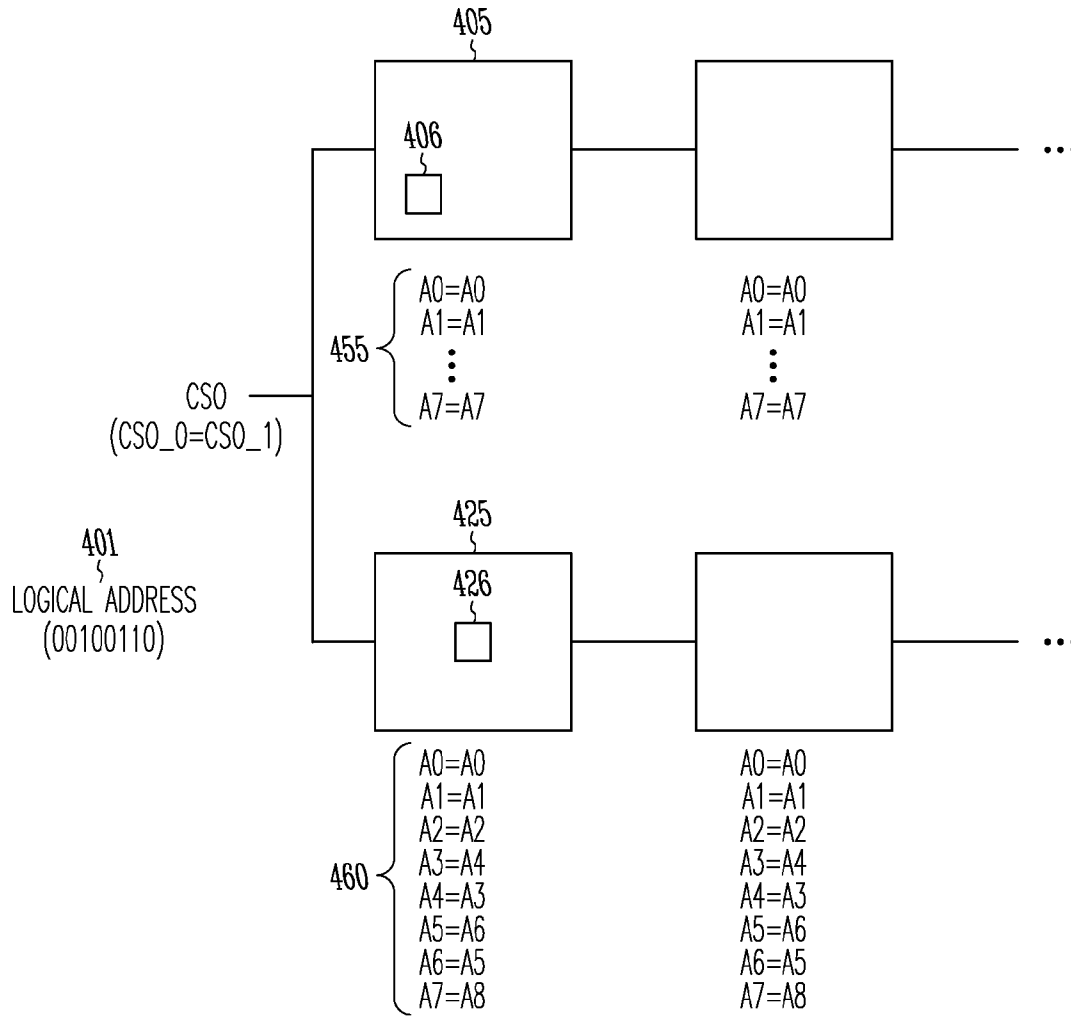 405
406
A0=A0 A0=A0
A1=A1 A1=A1
455
A7=A7 A7=A7
CS0
(CS0_0=CS0_1)
425
401
426
LOGICAL ADDRESS
(00100110)
A0=A0 A0=A0
A1=A1 A1=A1
A2=A2 A2=A2
A3=A4 A3=A4
460
A4=A3 A4=A3
A5=A6 A5=A6
A6=A5 A6=A5
A7=A8 A7=A8